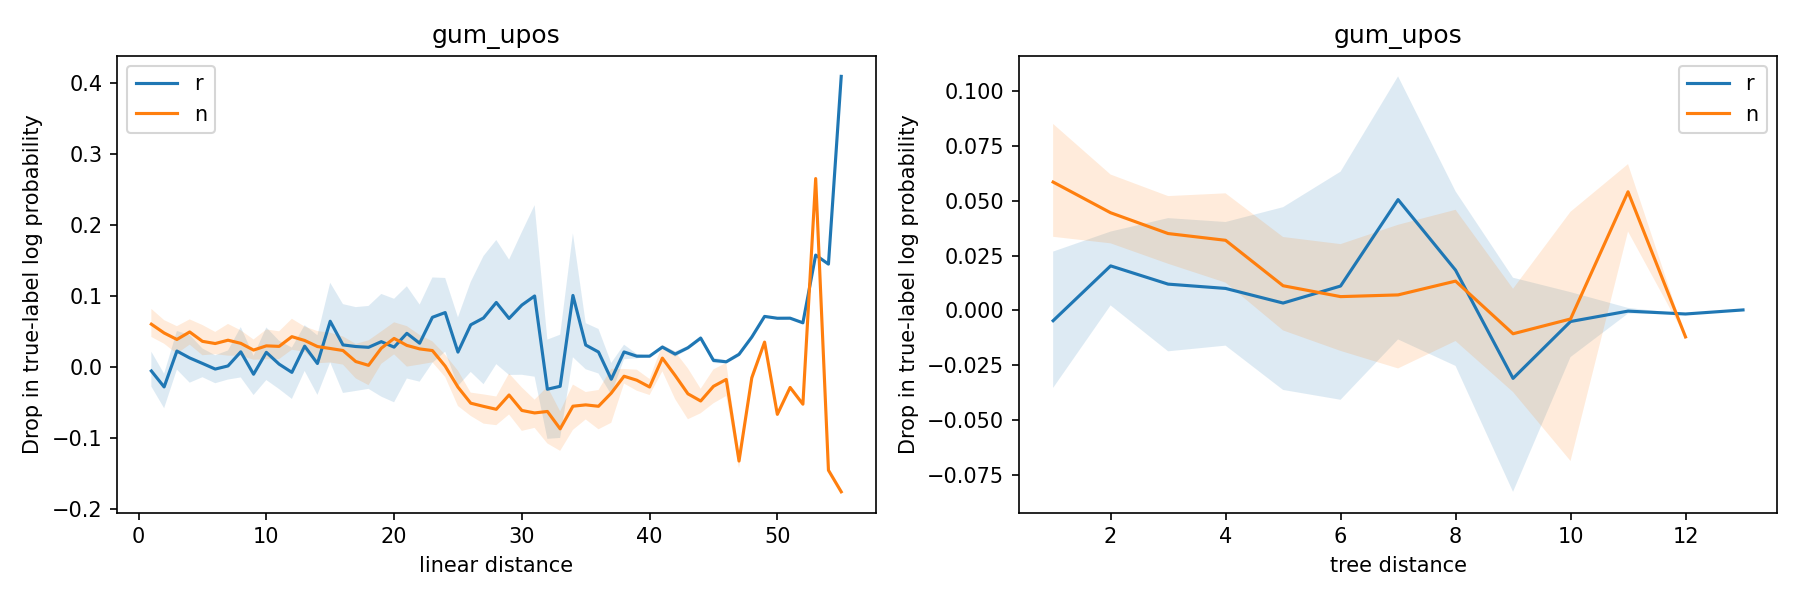 gum_upos
Drop in true-label log probability
0.4
0.3
0.2
0.1
0.0
−0.1
−0.2
r
n
0
10
20
30
40
50
linear distance
gum_upos
Drop in true-label log probability
0.100
0.075
0.050
0.025
0.000
−0.025
−0.050
−0.075
r
n
2
4
6
8
10
12
tree distance